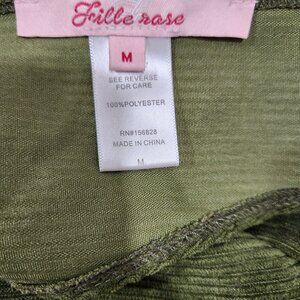 Fille rose
M
SEE REVERSE
FOR CARE
100%POLYESTER
RN#156828
MADE IN CHINA
M